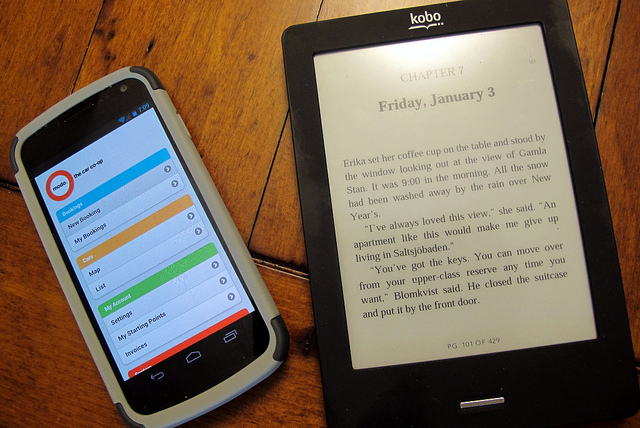 7:09
modo.
the car co-op
Bookings
New Booking
My Bookings
Cars
Map
List
My Account
Settings
My Starting Points
Invoices
kobo
CHAPTER 7
Friday, January 3
Erika set her coffee cup on the table and stood by
the window looking out at the view of Gamla
Stan. It was 9:00 in the morning. All the snow
had been washed away by the rain over New
Year's.
"I've always loved this view," she said. "An
apartment like this would make me give up
living in Saltsjöbaden."
"You've got the keys. You can move over
from your upper-class reserve any time you
want," Blomkvist said. He closed the suitcase
and put it by the front door.
PG 101 OF 429